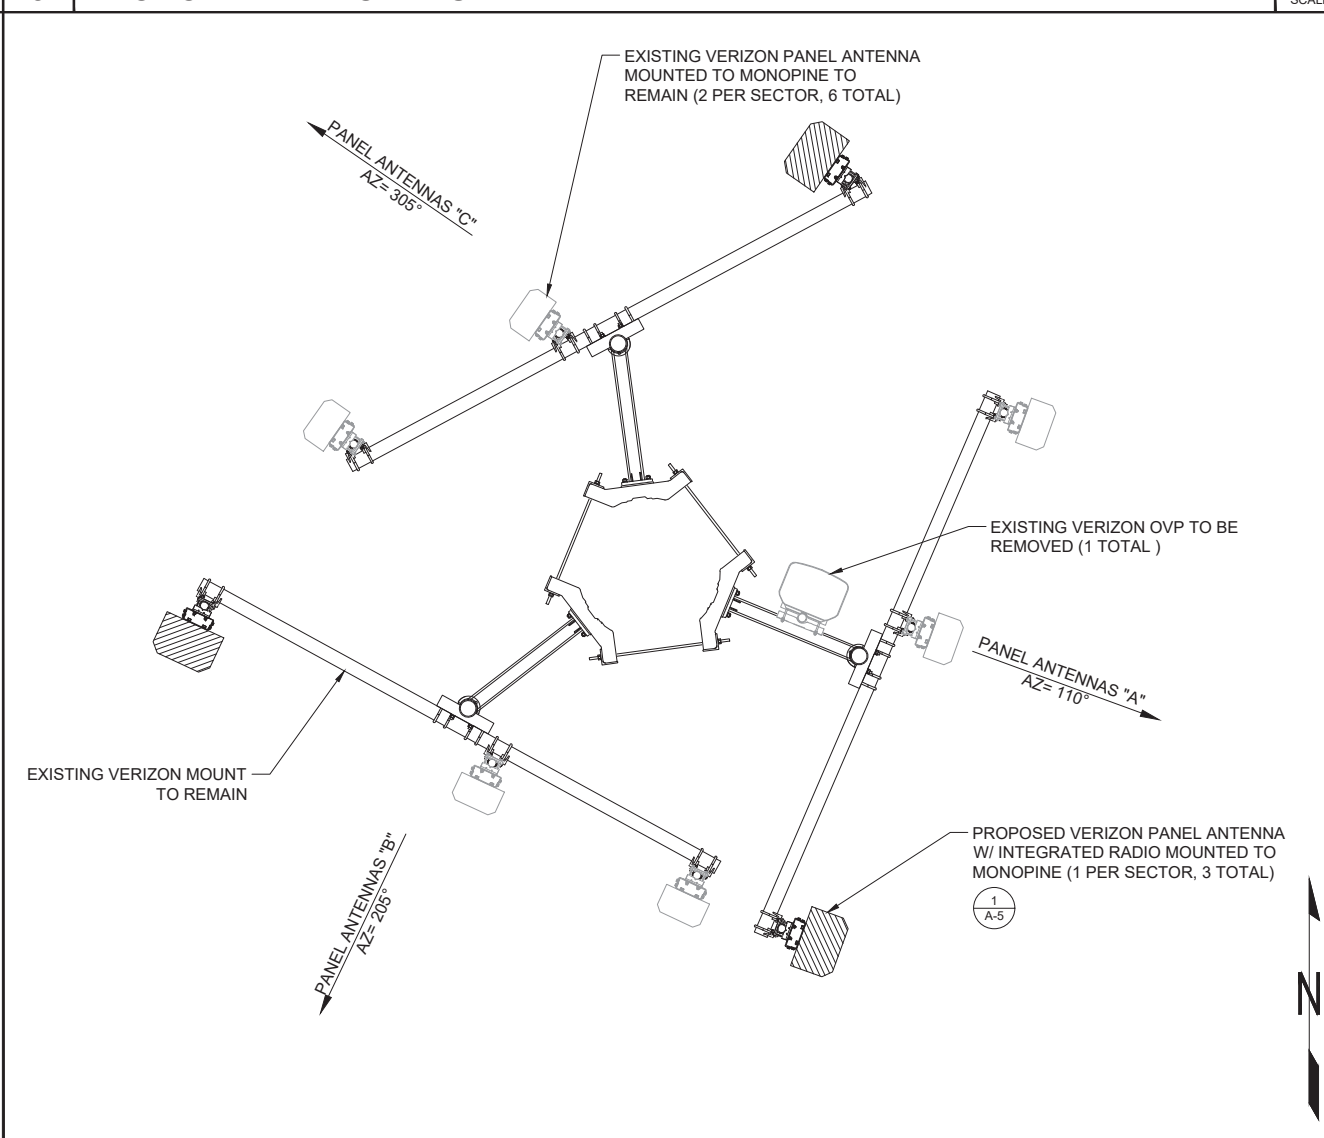 EXISTING VERIZON PANEL ANTENNA
MOUNTED TO MONOPINE TO
REMAIN (2 PER SECTOR, 6 TOTAL)
PANEL ANTENNAS "C"
AZ= 305°
EXISTING VERIZON OVP TO BE
REMOVED (1 TOTAL )
PANEL ANTENNAS "A"
AZ= 110°
EXISTING VERIZON MOUNT
TO REMAIN
PANEL ANTENNAS "B"
AZ= 205°
PROPOSED VERIZON PANEL ANTENNA
W/ INTEGRATED RADIO MOUNTED TO
MONOPINE (1 PER SECTOR, 3 TOTAL)
1
A-5
N